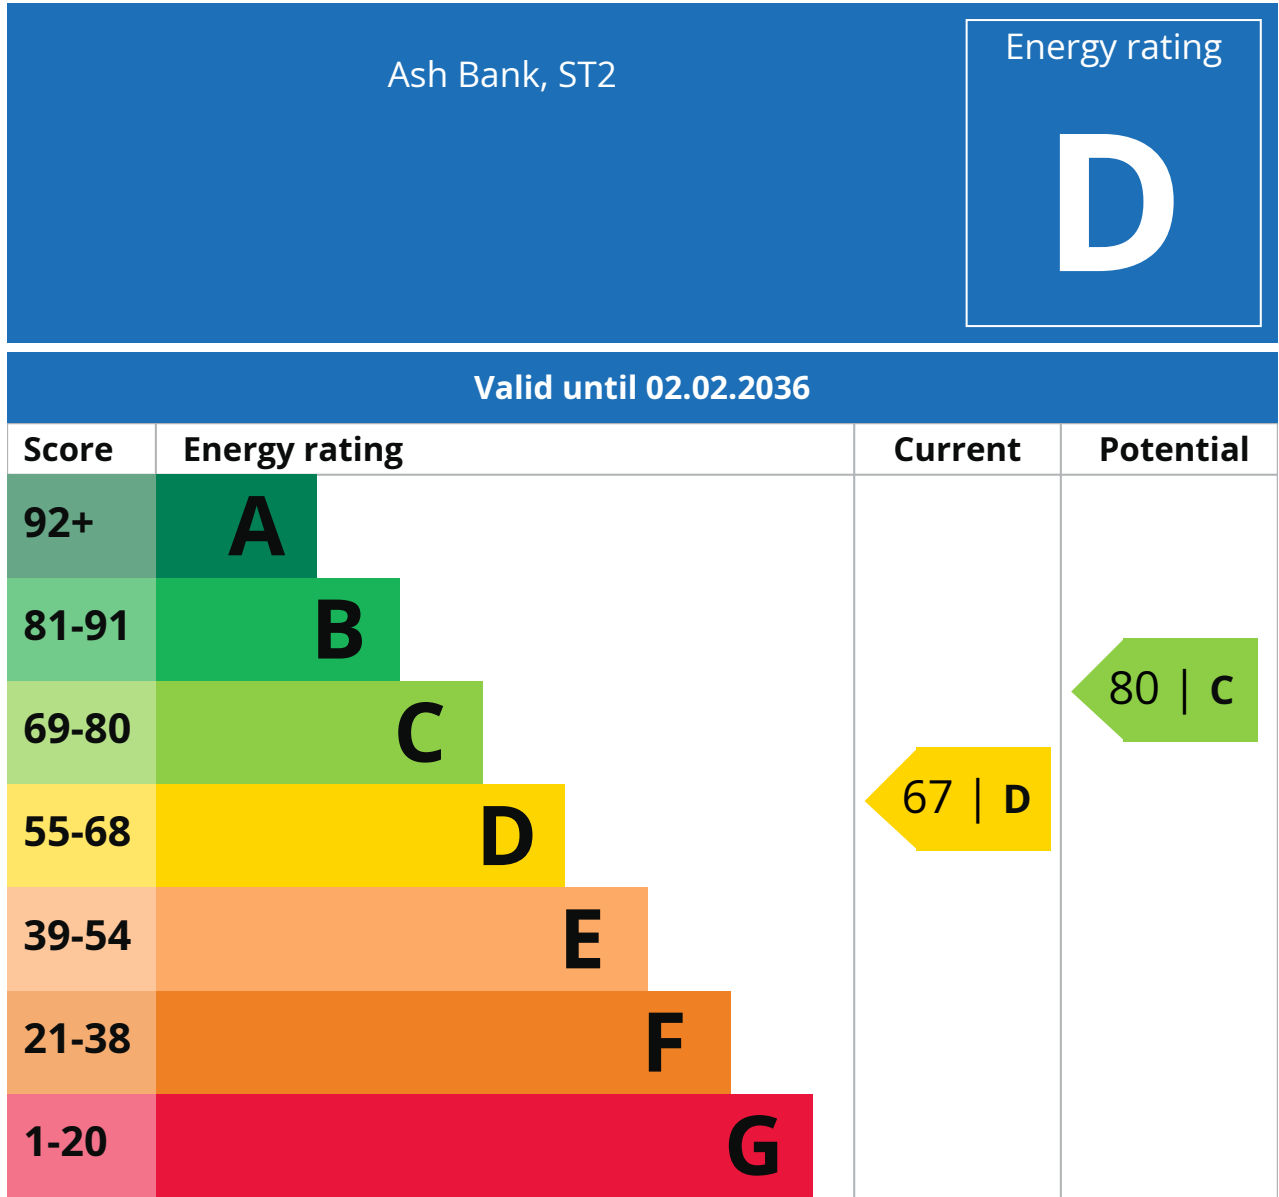 Ash Bank, ST2
Energy rating
D
Valid until 02.02.2036
Score Energy rating Current Potential
92+ A
81-91 B
69-80 C
80 | C
55-68 D
67 | D
39-54 E
21-38 F
1-20 G